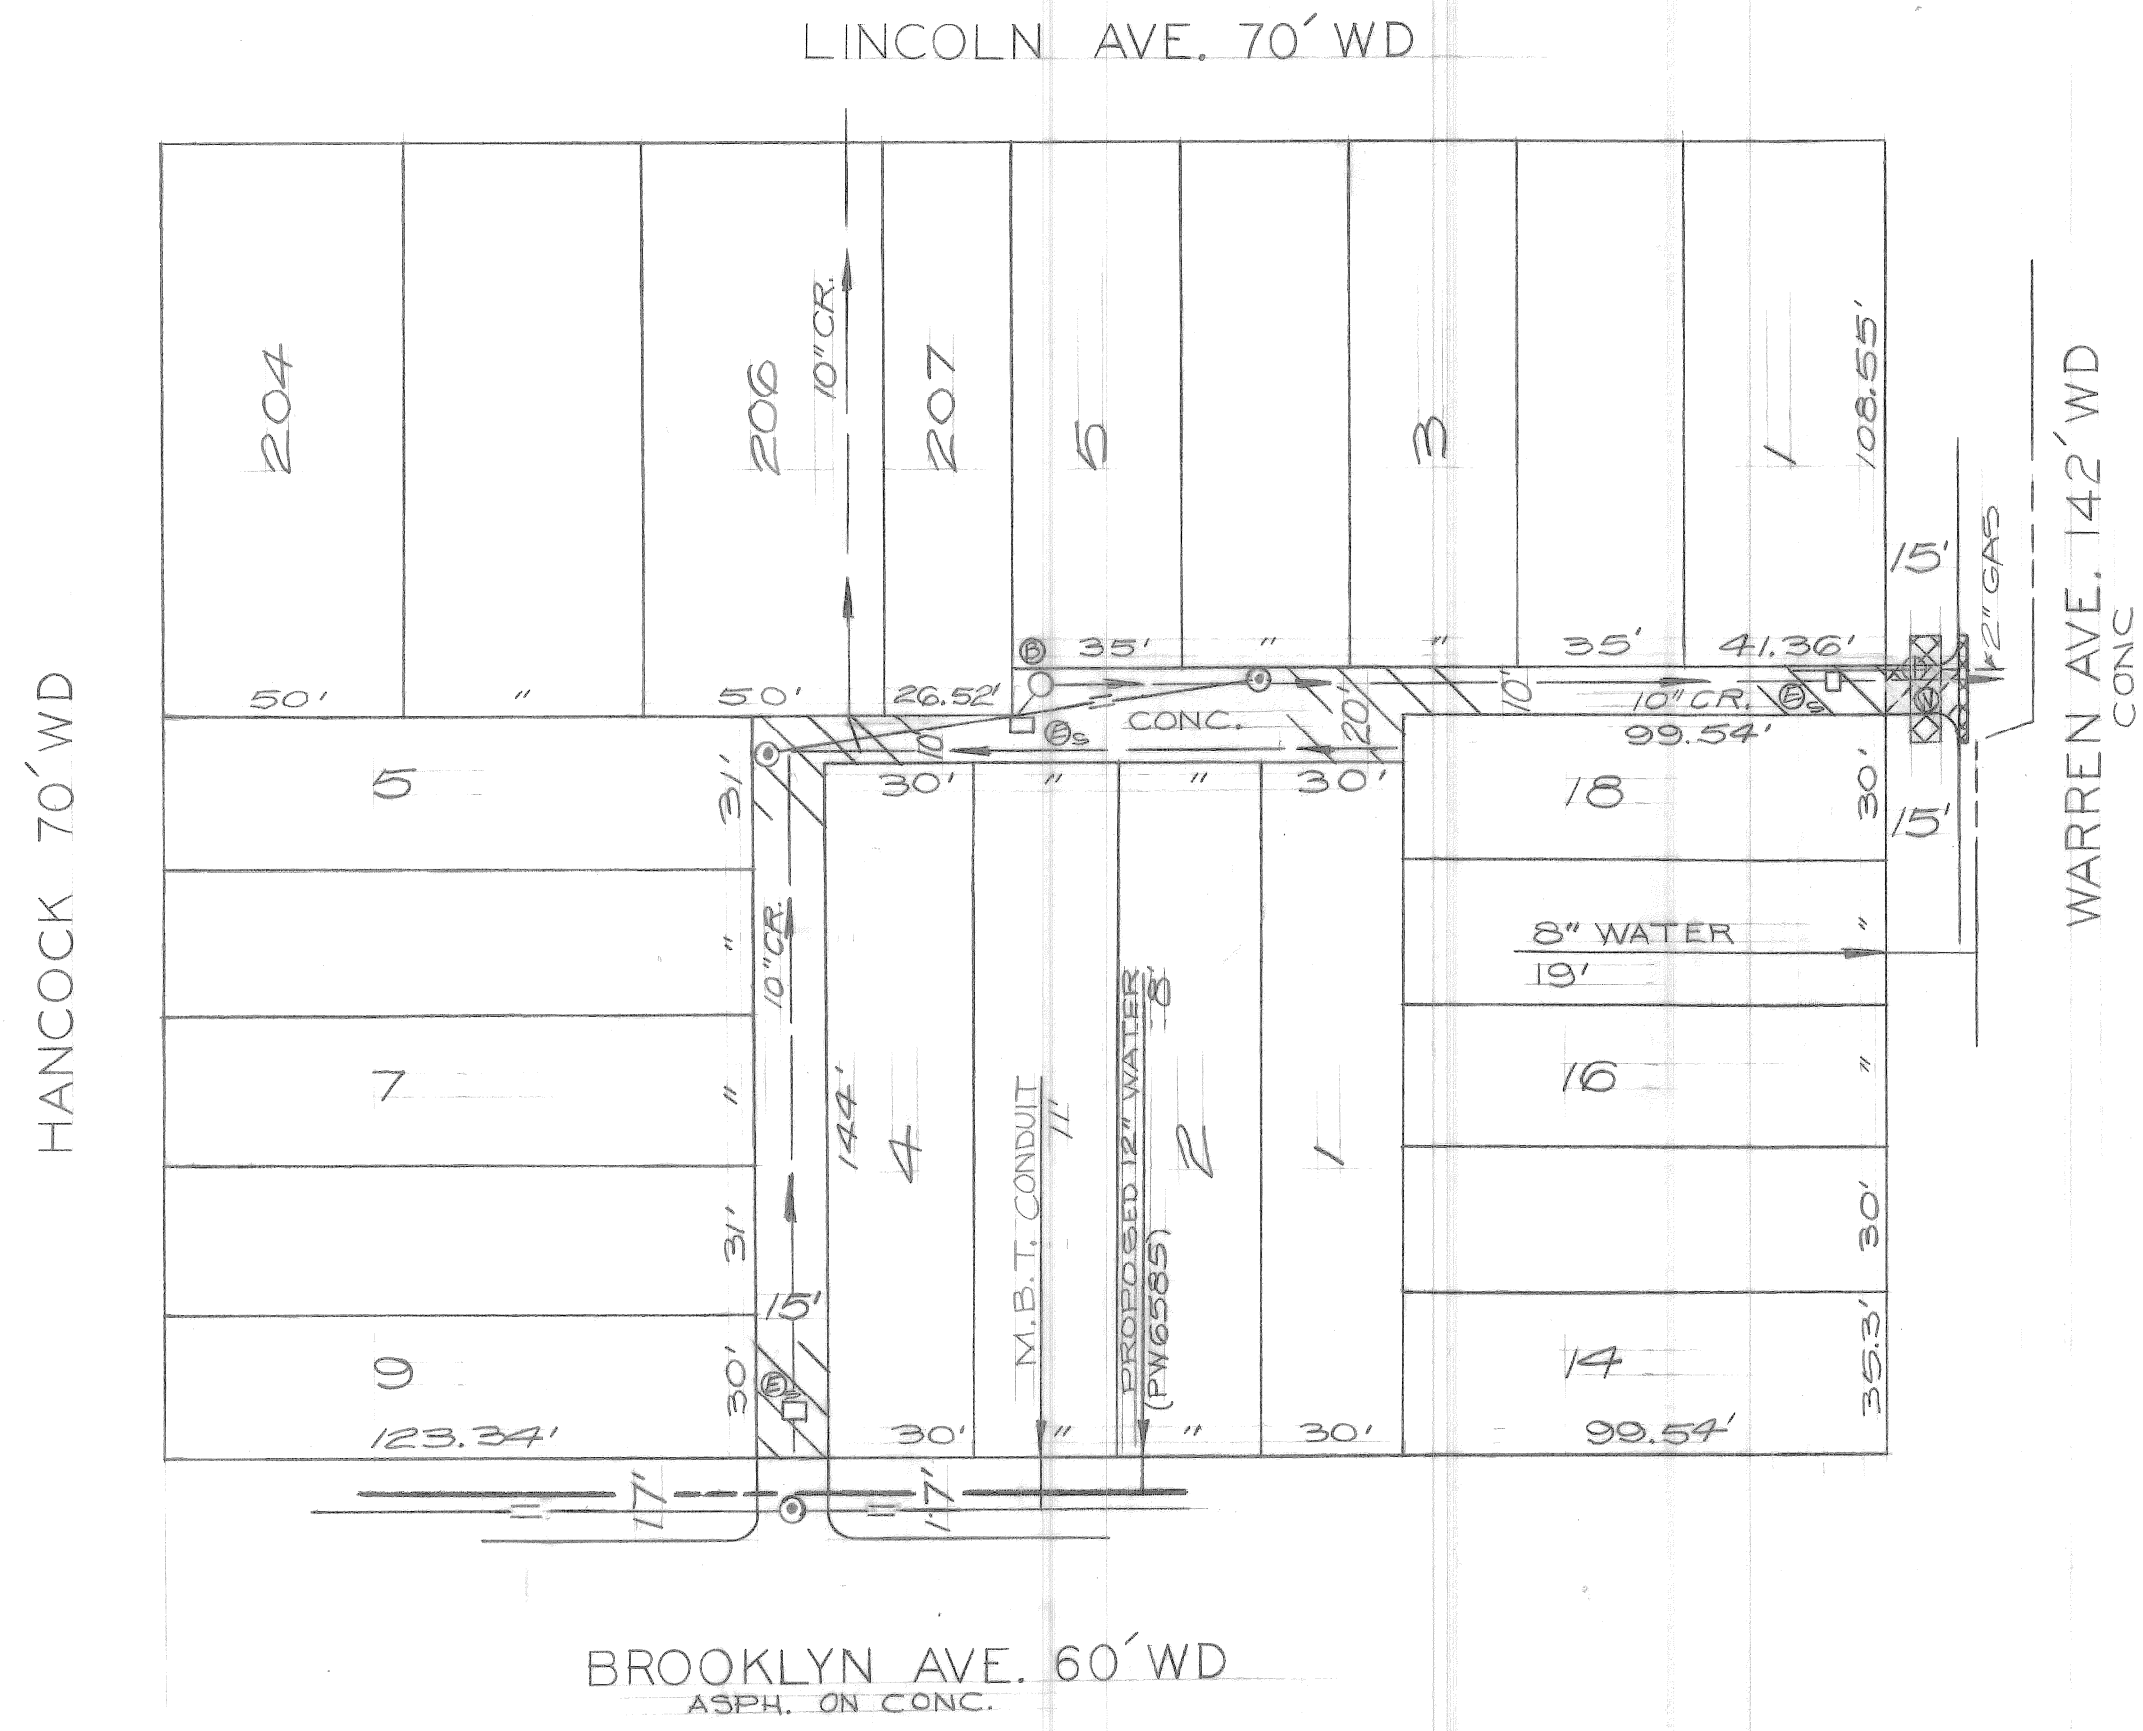 LINCOLN AVE. 70' WD
204
206
10" CR.
207
5
3
1
108.55'
15'
2" GAS
WARREN AVE. 142' WD
CONC
HANCOCK 70' WD
50'
"
50'
26.52'
B
35'
"
"
35'
41.36'
10'
CONC.
20'
10'
10" CR.
E S
V
99.54'
E S
5
31'
30'
"
"
30'
18
30'
15'
10" CR.
"
8" WATER
19'
"
7
"
144'
4
M.B.T. CONDUIT
11'
PROPOSED 12" WATER
8'
(PW6585)
2
1
16
"
31'
15'
30'
9
30'
E
14
35.3'
123.34'
30'
"
"
30'
99.54'
17'
17'
BROOKLYN AVE. 60' WD
ASPH. ON CONC.